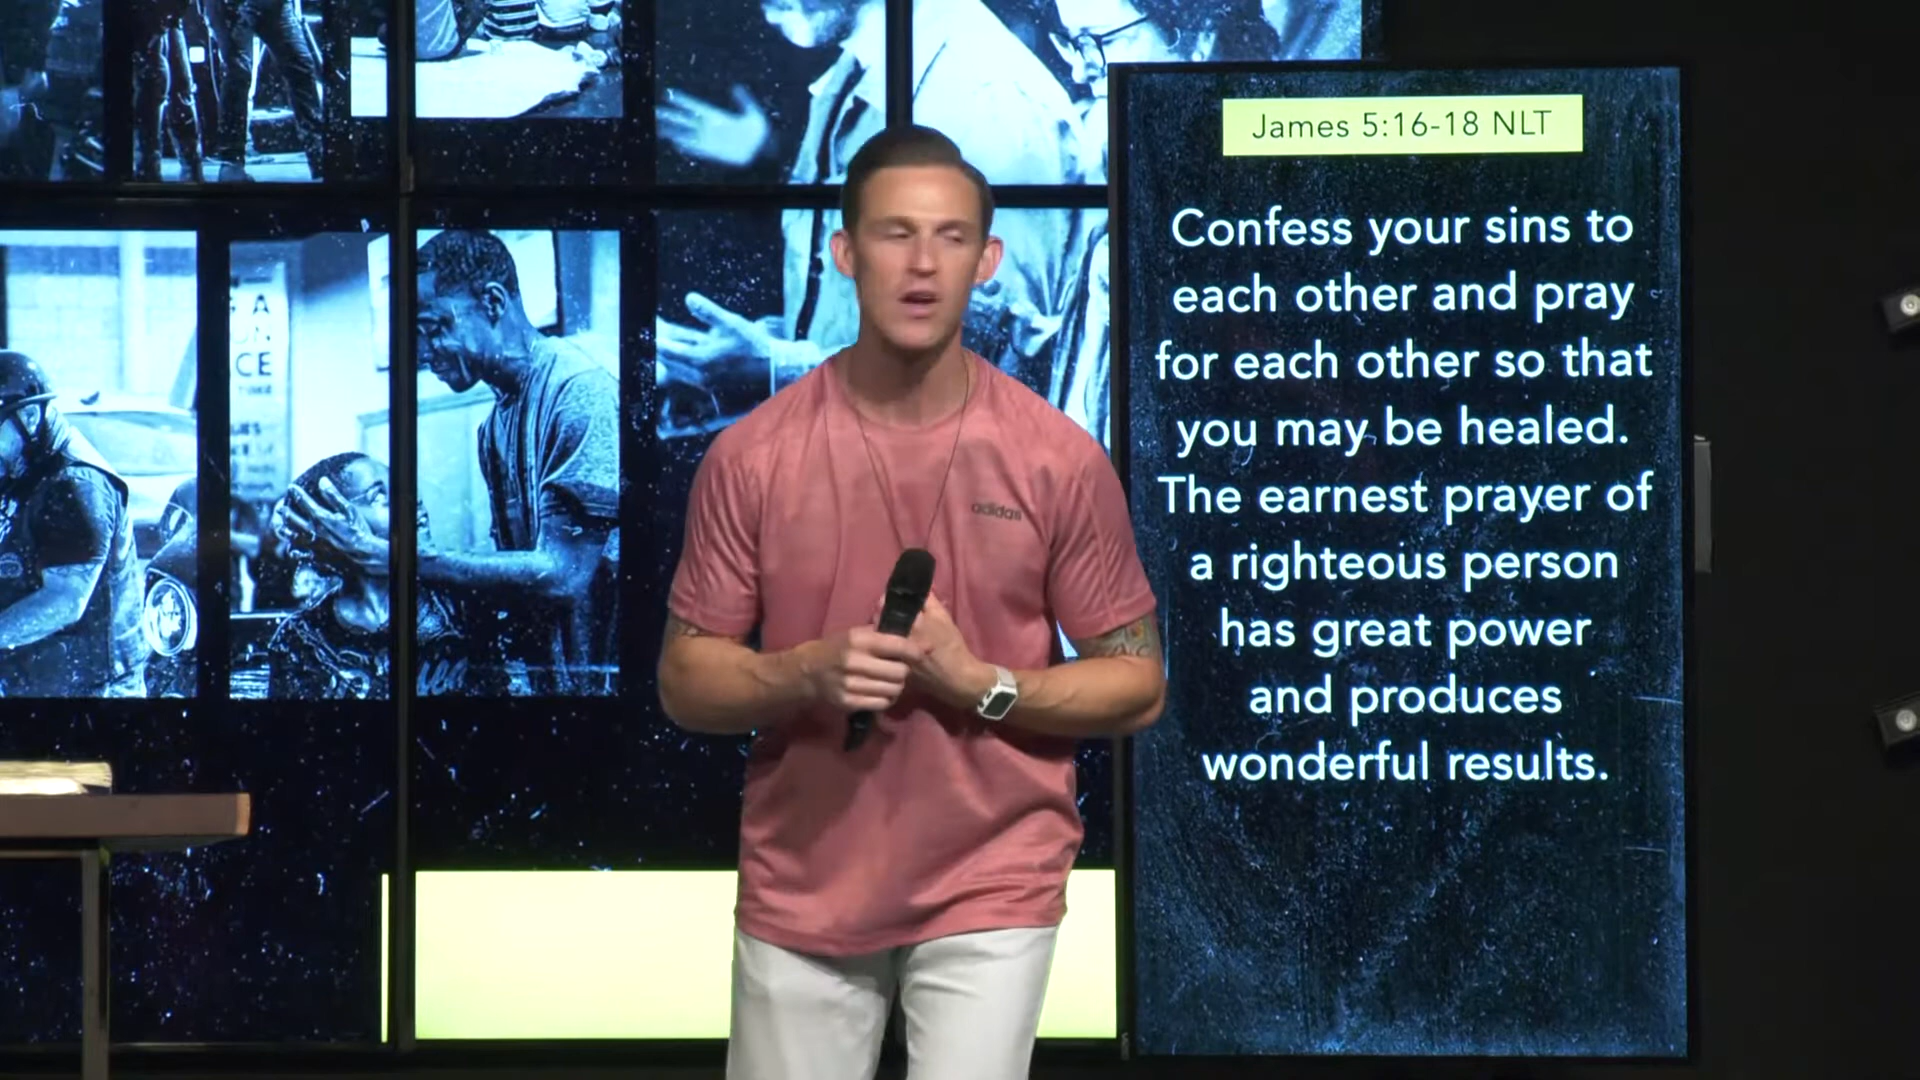 James 5:16-18 NLT
Confess your sins to
each other and pray
for each other so that
you may be healed.
The earnest prayer of
a righteous person
has great power
and produces
wonderful results.
adidas
CE